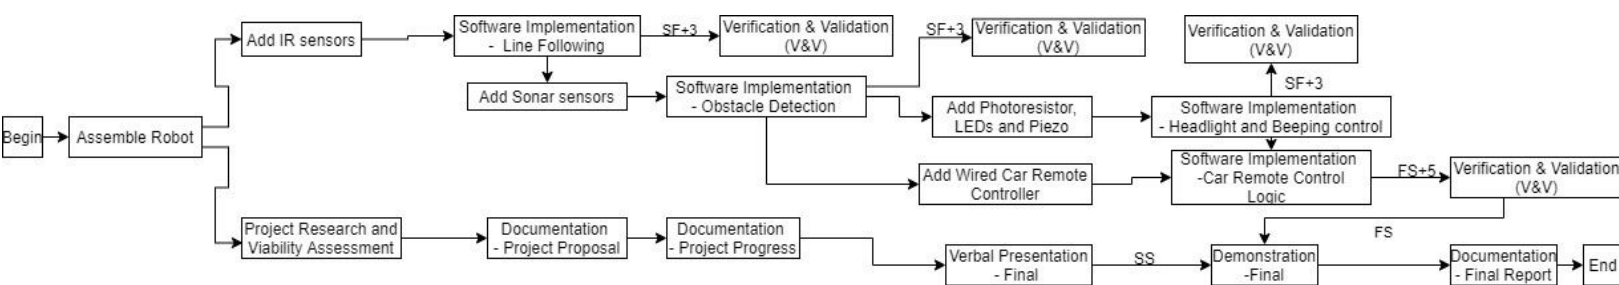 Begin
Assemble Robot
Add IR sensors
Software Implementation
- Line Following
SF+3
Verification & Validation
(V&V)
Add Sonar sensors
Software Implementation
- Obstacle Detection
SF+3
Verification & Validation
(V&V)
Add Photoresistor,
LEDs and Piezo
Software Implementation
- Headlight and Beeping control
SF+3
Verification & Validation
(V&V)
Add Wired Car Remote
Controller
Software Implementation
-Car Remote Control
Logic
FS+5
Verification & Validation
(V&V)
FS
Project Research and
Viability Assessment
Documentation
- Project Proposal
Documentation
- Project Progress
Verbal Presentation
- Final
SS
Demonstration
-Final
Documentation
- Final Report
End